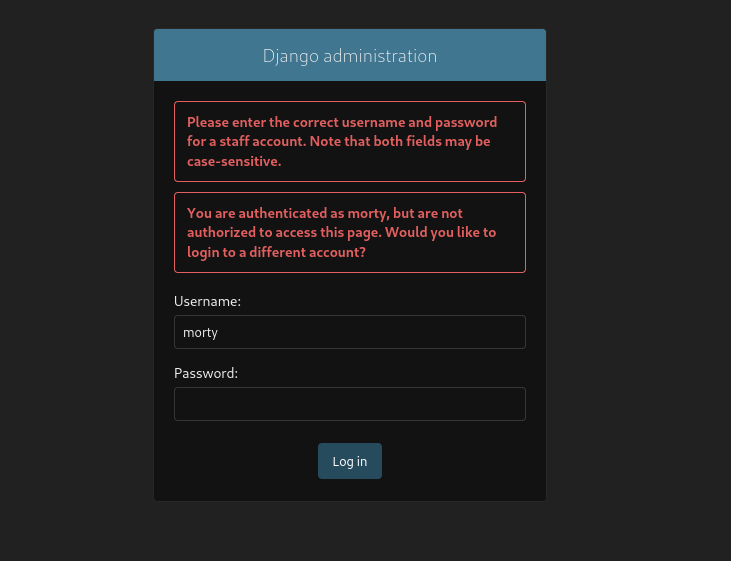 Django administration
Please enter the correct username and password
for a staff account. Note that both fields may be
case-sensitive.
You are authenticated as morty, but are not
authorized to access this page. Would you like to
login to a different account?
Username:
morty
Password:
Log in